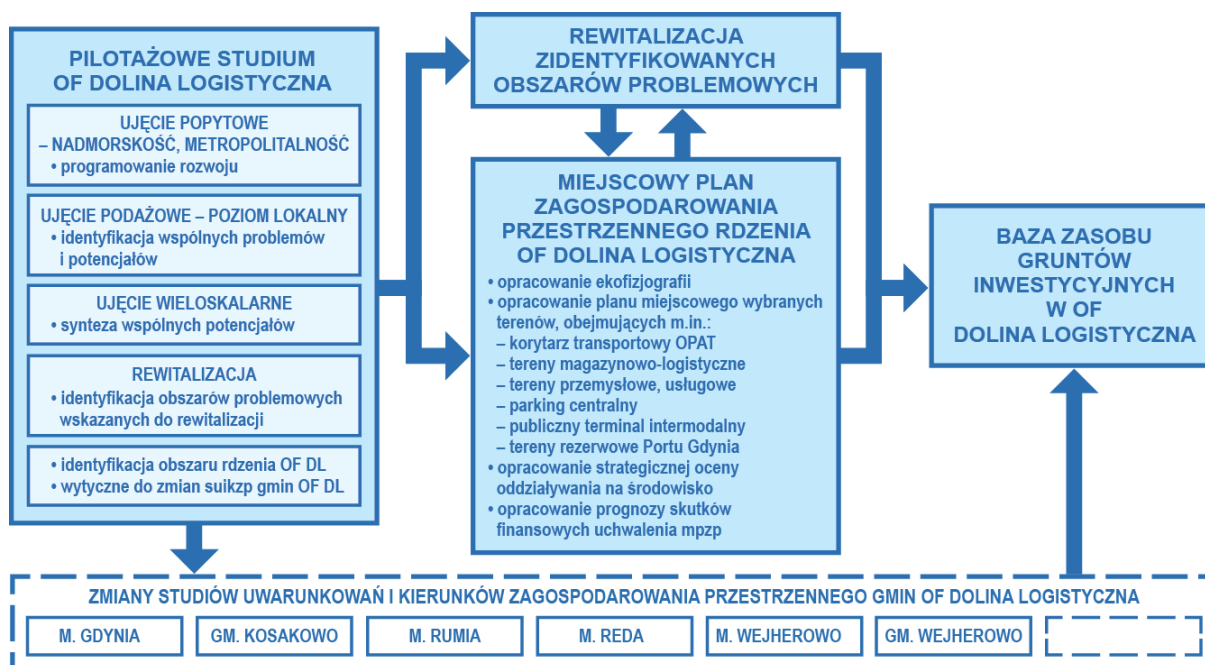 PILOTAŻOWE STUDIUM
OF DOLINA LOGISTYCZNA
UJĘCIE POPYTOWE
– NADMORSKOŚĆ, METROPOLITALNOŚĆ
• programowanie rozwoju
UJĘCIE PODAŻOWE – POZIOM LOKALNY
• identyfikacja wspólnych problemów
i potencjałów
UJĘCIE WIELOSKALARNE
• synteza wspólnych potencjałów
REWITALIZACJA
• identyfikacja obszarów problemowych
wskazanych do rewitalizacji
• identyfikacja obszaru rdzenia OF DL
• wytyczne do zmian suikzp gmin OF DL
REWITALIZACJA
ZIDENTYFIKOWANYCH
OBSZARÓW PROBLEMOWYCH
MIEJSCOWY PLAN
ZAGOSPODAROWANIA
PRZESTRZENNEGO RDZENIA
OF DOLINA LOGISTYCZNA
• opracowanie ekofizjografii
• opracowanie planu miejscowego wybranych
terenów, obejmujących m.in.:
– korytarz transportowy OPAT
– tereny magazynowo-logistyczne
– tereny przemysłowe, usługowe
– parking centralny
– publiczny terminal intermodalny
– tereny rezerwowe Portu Gdynia
• opracowanie strategicznej oceny
oddziaływania na środowisko
• opracowanie prognozy skutków
finansowych uchwalenia mpzp
BAZA ZASOBU
GRUNTÓW
INWESTYCYJNYCH
W OF
DOLINA LOGISTYCZNA
ZMIANY STUDIÓW UWARUNKOWAŃ I KIERUNKÓW ZAGOSPODAROWANIA PRZESTRZENNEGO GMIN OF DOLINA LOGISTYCZNA
M. GDYNIA
GM. KOSAKOWO
M. RUMIA
M. REDA
M. WEJHEROWO
GM. WEJHEROWO